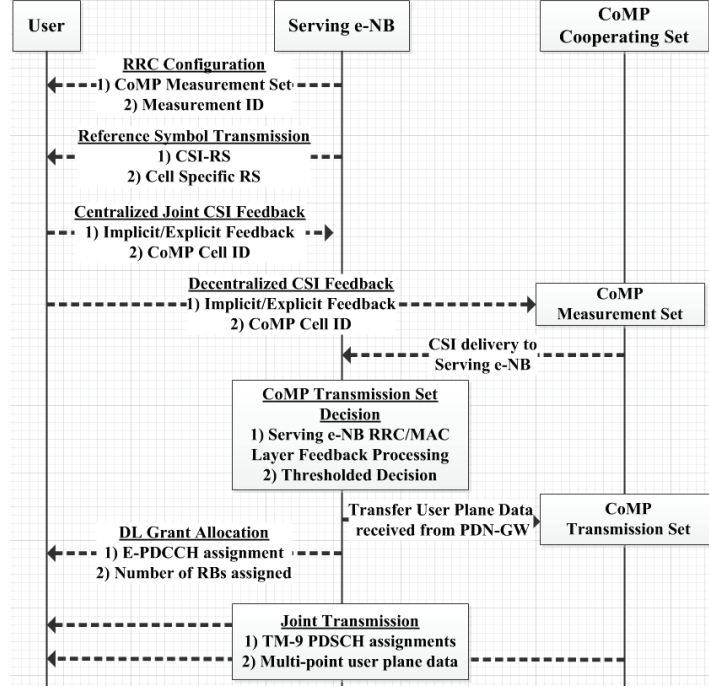 User
Serving e-NB
CoMP
Cooperating Set
RRC Configuration
1) CoMP Measurement Set
2) Measurement ID
Reference Symbol Transmission
1) CSI-RS
2) Cell Specific RS
Centralized Joint CSI Feedback
1) Implicit/Explicit Feedback
2) CoMP Cell ID
Decentralized CSI Feedback
1) Implicit/Explicit Feedback
2) CoMP Cell ID
CoMP
Measurement Set
CSI delivery to
Serving e-NB
CoMP Transmission Set
Decision
1) Serving e-NB RRC/MAC
Layer Feedback Processing
2) Thresholded Decision
Transfer User Plane Data
received from PDN-GW
CoMP
Transmission Set
DL Grant Allocation
1) E-PDCCH assignment
2) Number of RBs assigned
Joint Transmission
1) TM-9 PDSCH assignments
2) Multi-point user plane data